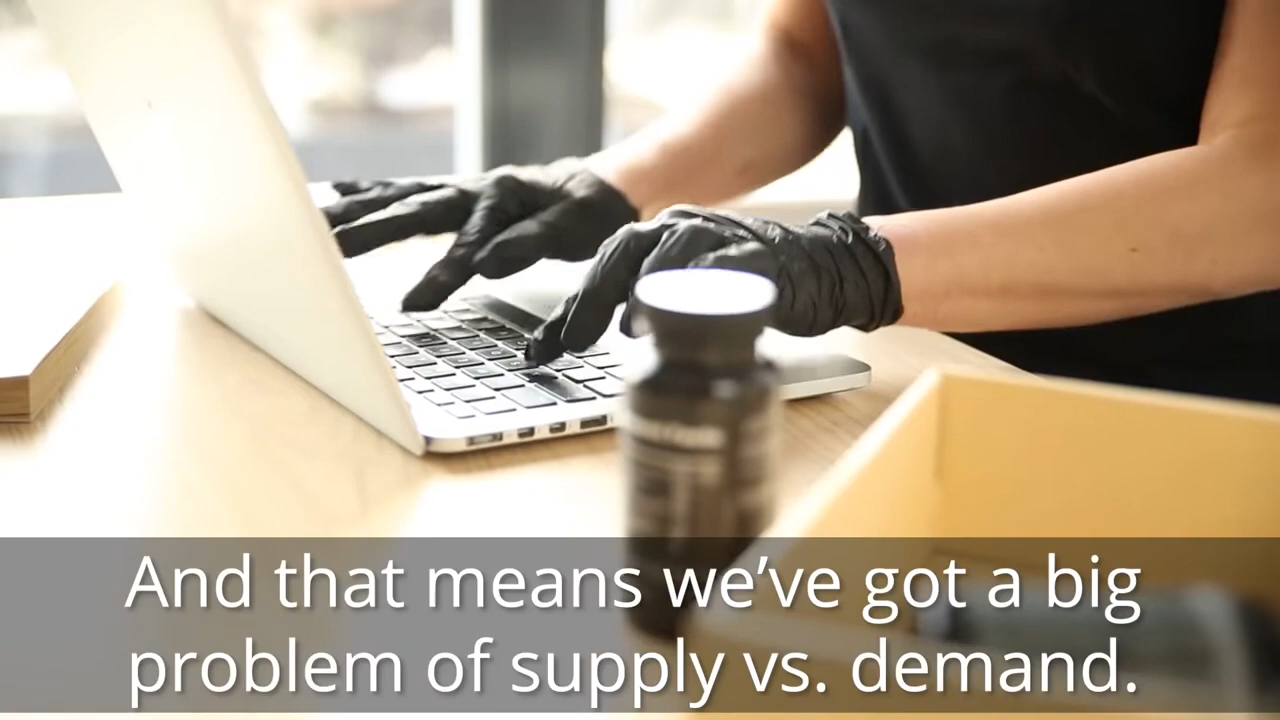 And that means we’ve got a big
problem of supply vs. demand.